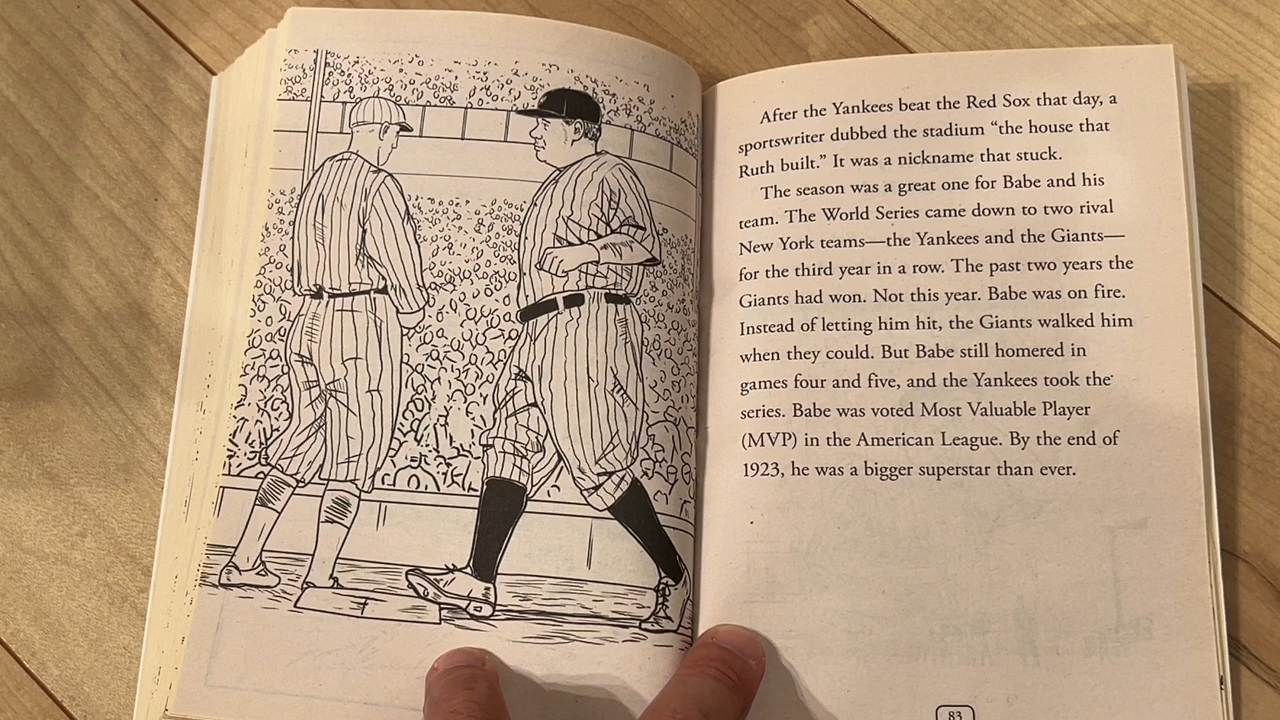 After the Yankees beat the Red Sox that day, a
sportswriter dubbed the stadium “the house that
Ruth built.” It was a nickname that stuck.
The season was a great one for Babe and his
team. The World Series came down to two rival
New York teams—the Yankees and the Giants—
for the third year in a row. The past two years the
Giants had won. Not this year. Babe was on fire.
Instead of letting him hit, the Giants walked him
when they could. But Babe still homered in
games four and five, and the Yankees took the
series. Babe was voted Most Valuable Player
(MVP) in the American League. By the end of
1923, he was a bigger superstar than ever.
83